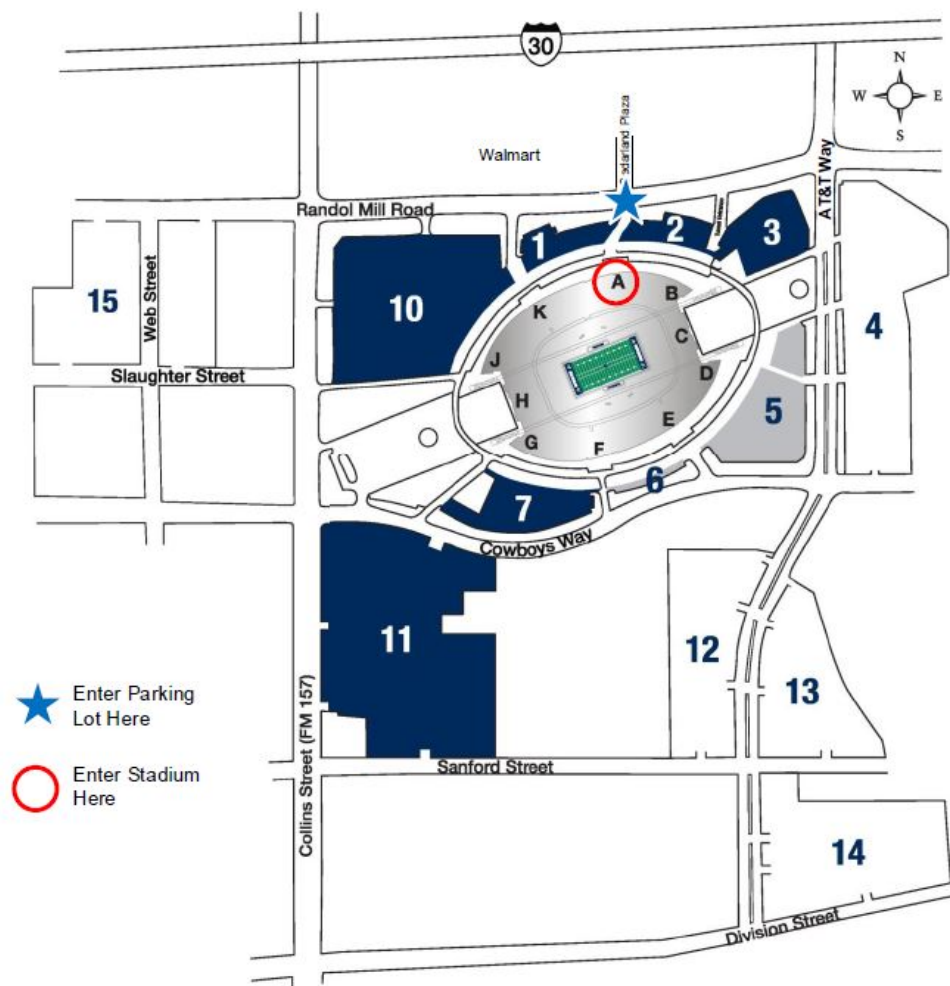 30
N
W E
S
Walmart
Plaza
AT&T Way
Randol Mill Road
1
2
3
A
B
K
C
15
Web Street
10
4
J
D
Slaughter Street
H
5
E
G
F
6
7
Cowboys Way
11
12
13
Enter Parking
Lot Here
Collins Street (FM 157)
Enter Stadium
Here
Sanford Street
14
Division Street